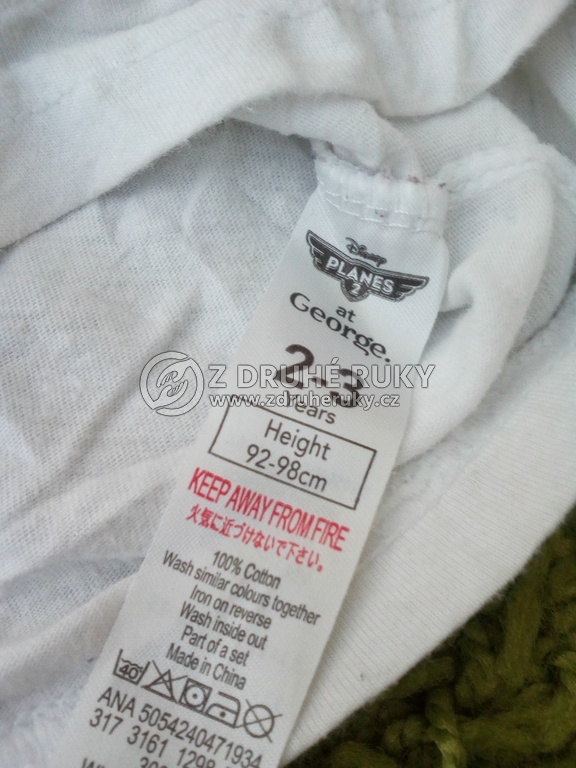 Disney
PLANES
2
at
George.
2-3
Years
Z DRUHÉ RUKY
www.zdruheruky.cz
Height
92-98cm
KEEP AWAY FROM FIRE
火気に近づけないで下さい。
100% Cotton
Wash similar colours together
Iron on reverse
Wash inside out
Part of a set
Made in China
40
ANA 5054240471934
317 3161 1298